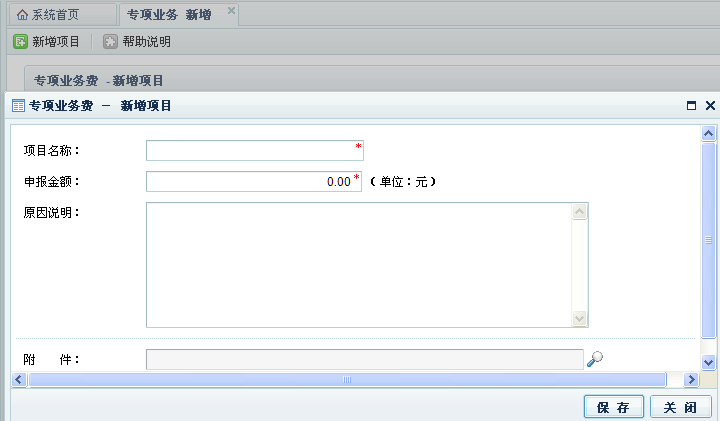 系统首页 专项业务 新增
新增项目 帮助说明
专项业务费 -新增项目
专项业务费 － 新增项目
项目名称： *
申报金额： 0.00 * （单位：元）
原因说明：
附 件：
保 存 关 闭